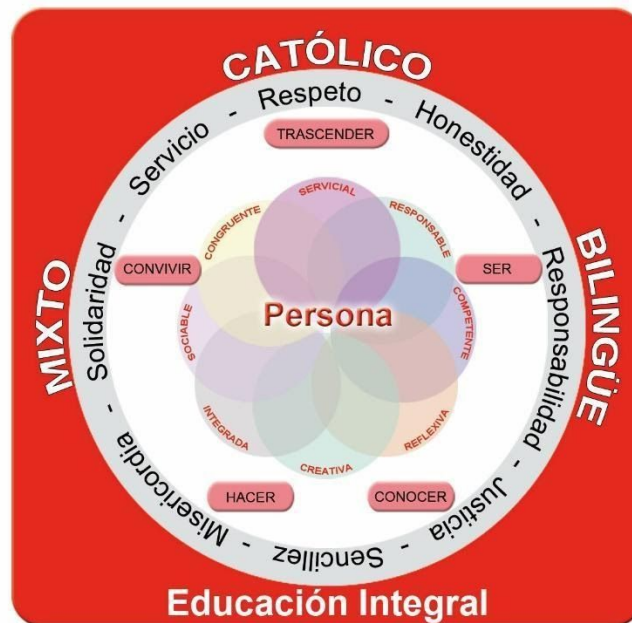 CATÓLICO
MIXTO
BILINGÜE
Solidaridad - Servicio - Respeto - Honestidad - Responsabilidad - Justicia - Sencillez - Misericordia -
TRASCENDER
CONVIVIR
SER
HACER
CONOCER
SERVICIAL
RESPONSABLE
COMPETENTE
REFLEXIVA
CREATIVA
INTEGRADA
SOCIABLE
CONGRUENTE
Persona
Educación Integral